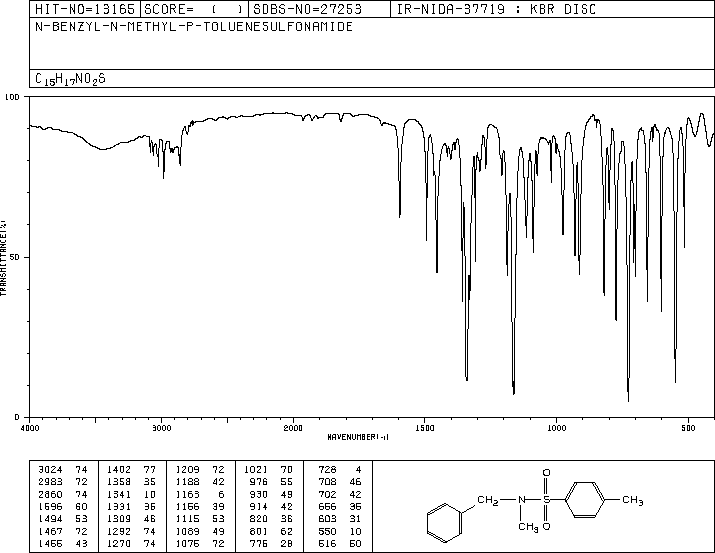 HIT-NO=13165 SCORE= ( ) SDBS-NO=27253 IR-NIDA-37719 : KBR DISC
N-BENZYL-N-METHYL-P-TOLUENESULFONAMIDE
C15H17NO2S
100
50
0
TRANSMITTANCE(%)
4000 3000 2000 1500 1000 500
WAVENUMBER(-1)
3024 74 1402 77 1209 72 1021 70 728 4
2983 72 1358 35 1188 42 976 55 708 46
2860 74 1341 10 1163 6 930 49 702 42
1596 60 1331 36 1156 39 914 42 656 35
1494 53 1309 46 1115 53 820 36 603 31
1467 72 1292 74 1089 49 801 62 550 10
1455 43 1270 74 1075 72 776 28 516 50
O
CH2 N S CH3
CH3 O